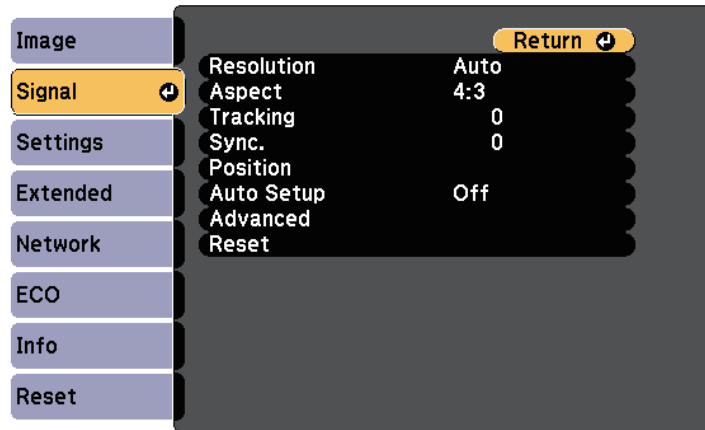 Image
Signal
Settings
Extended
Network
ECO
Info
Reset
Return
Resolution Auto
Aspect 4:3
Tracking 0
Sync. 0
Position
Auto Setup Off
Advanced
Reset